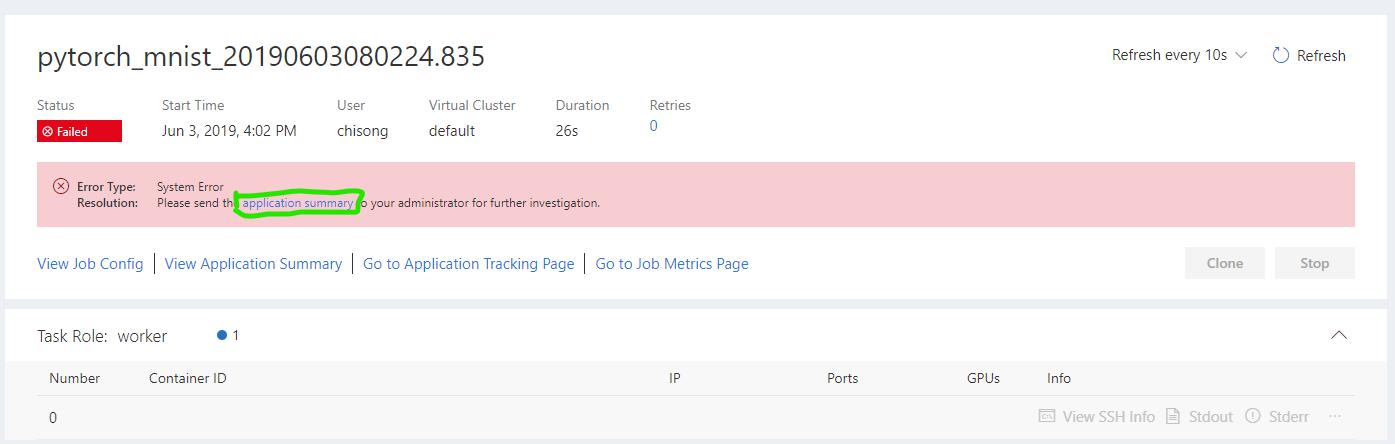 pytorch_mnist_20190603080224.835
Refresh every 10s Refresh
Status Start Time User Virtual Cluster Duration Retries
Failed Jun 3, 2019, 4:02 PM chisong default 26s 0
Error Type: System Error
Resolution: Please send the application summary to your administrator for further investigation.
View Job Config View Application Summary Go to Application Tracking Page Go to Job Metrics Page Clone Stop
Task Role: worker 1
Number Container ID IP Ports GPUs Info
0 View SSH Info Stdout Stderr ...